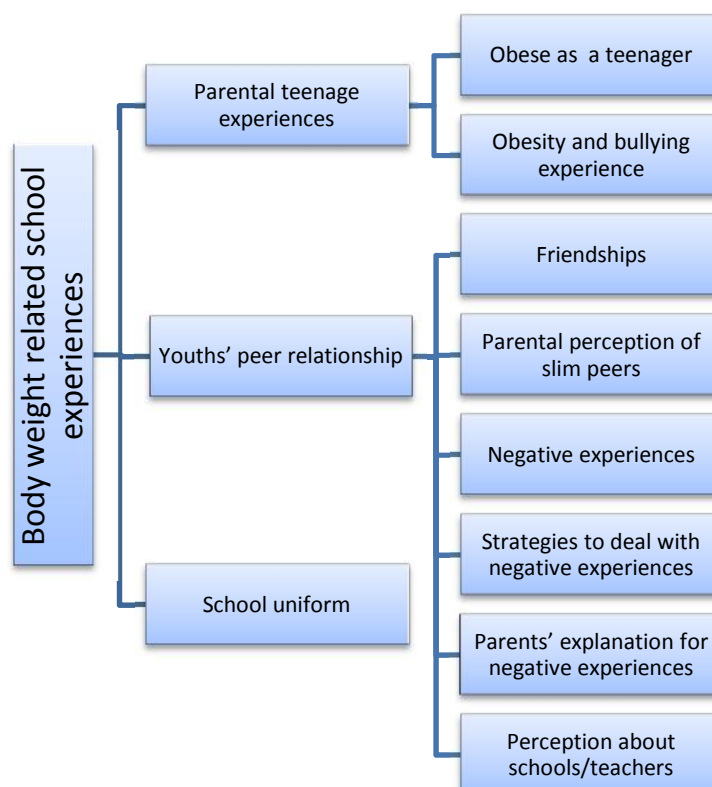 Body weight related school
experiences
Parental teenage
experiences
Obese as a teenager
Obesity and bullying
experience
Youths’ peer relationship
Friendships
Parental perception of
slim peers
Negative experiences
Strategies to deal with
negative experiences
Parents’ explanation for
negative experiences
Perception about
schools/teachers
School uniform